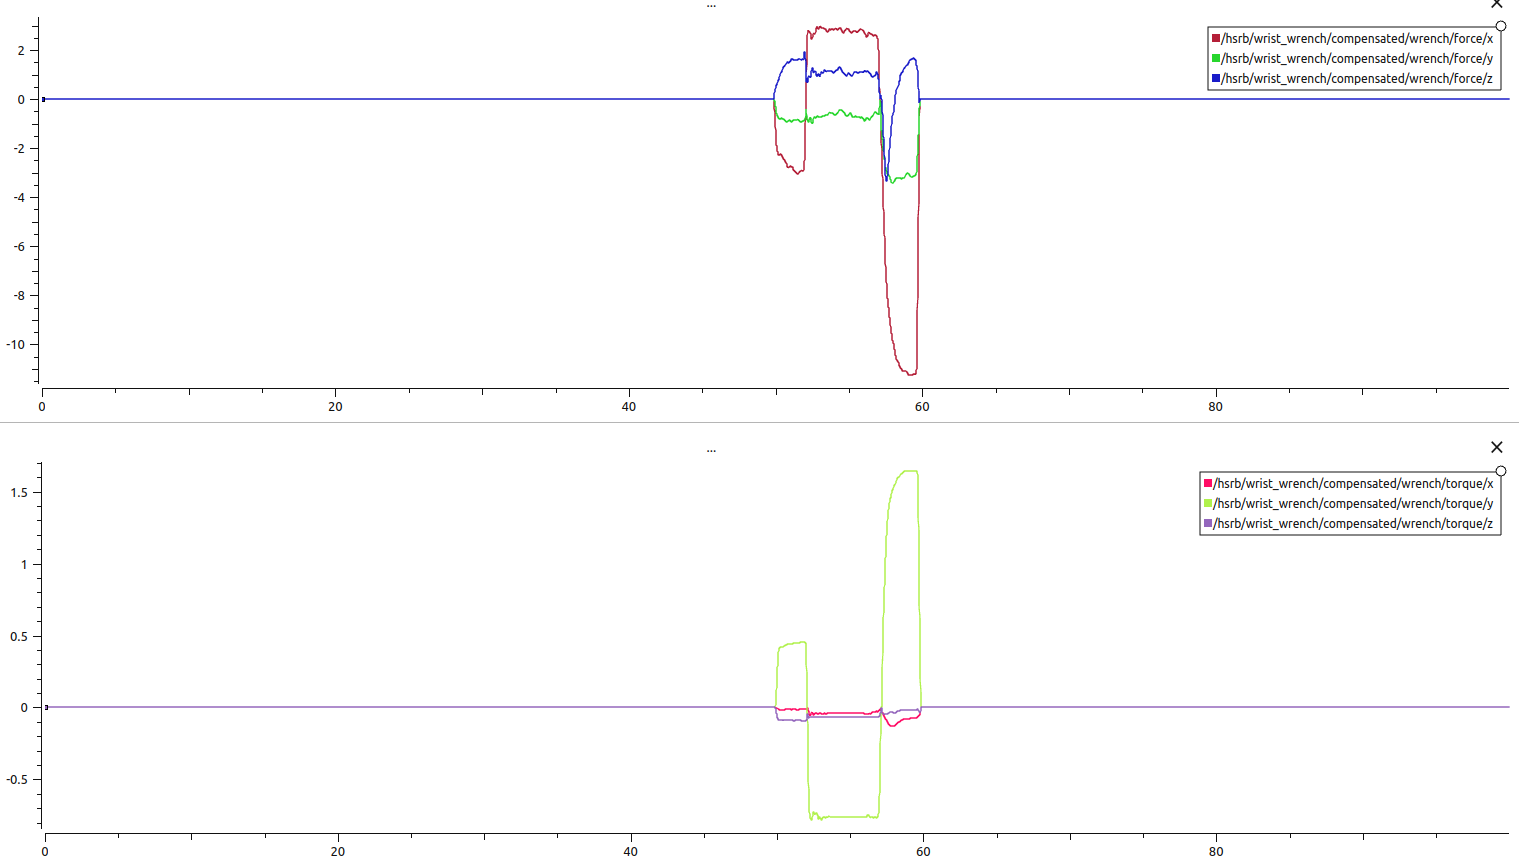 ...
/hsrb/wrist_wrench/compensated/wrench/force/x
/hsrb/wrist_wrench/compensated/wrench/force/y
/hsrb/wrist_wrench/compensated/wrench/force/z
2
0
-2
-4
-6
-8
-10
0 20 40 60 80
...
/hsrb/wrist_wrench/compensated/wrench/torque/x
/hsrb/wrist_wrench/compensated/wrench/torque/y
/hsrb/wrist_wrench/compensated/wrench/torque/z
1.5
1
0.5
0
-0.5
0 20 40 60 80